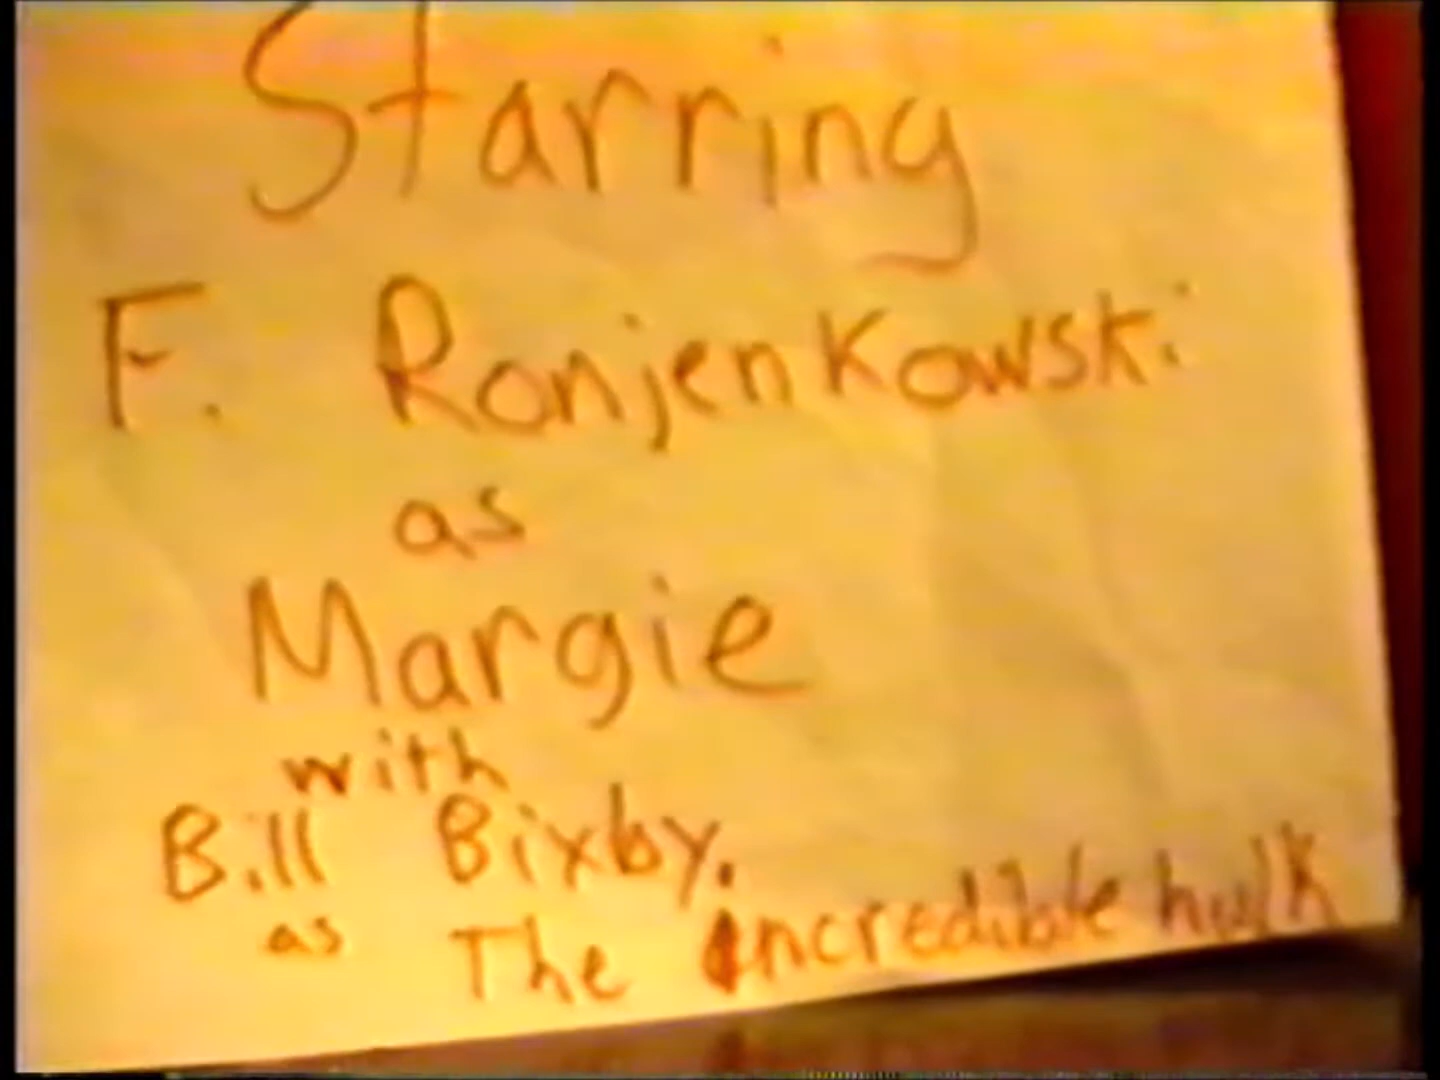 Starring
F. Ronjenkowski
as
Margie
with
Bill Bixby.
as The incredible hulk